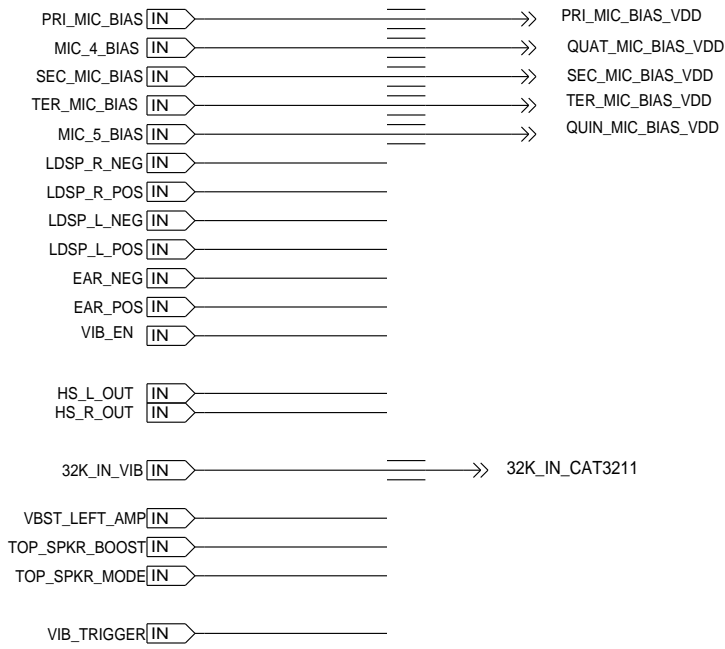 PRI_MIC_BIAS IN PRI_MIC_BIAS_VDD
MIC_4_BIAS IN QUAT_MIC_BIAS_VDD
SEC_MIC_BIAS IN SEC_MIC_BIAS_VDD
TER_MIC_BIAS IN TER_MIC_BIAS_VDD
MIC_5_BIAS IN QUIN_MIC_BIAS_VDD
LDSP_R_NEG IN
LDSP_R_POS IN
LDSP_L_NEG IN
LDSP_L_POS IN
EAR_NEG IN
EAR_POS IN
VIB_EN IN
HS_L_OUT IN
HS_R_OUT IN
32K_IN_VIB IN 32K_IN_CAT3211
VBST_LEFT_AMP IN
TOP_SPKR_BOOST IN
TOP_SPKR_MODE IN
VIB_TRIGGER IN